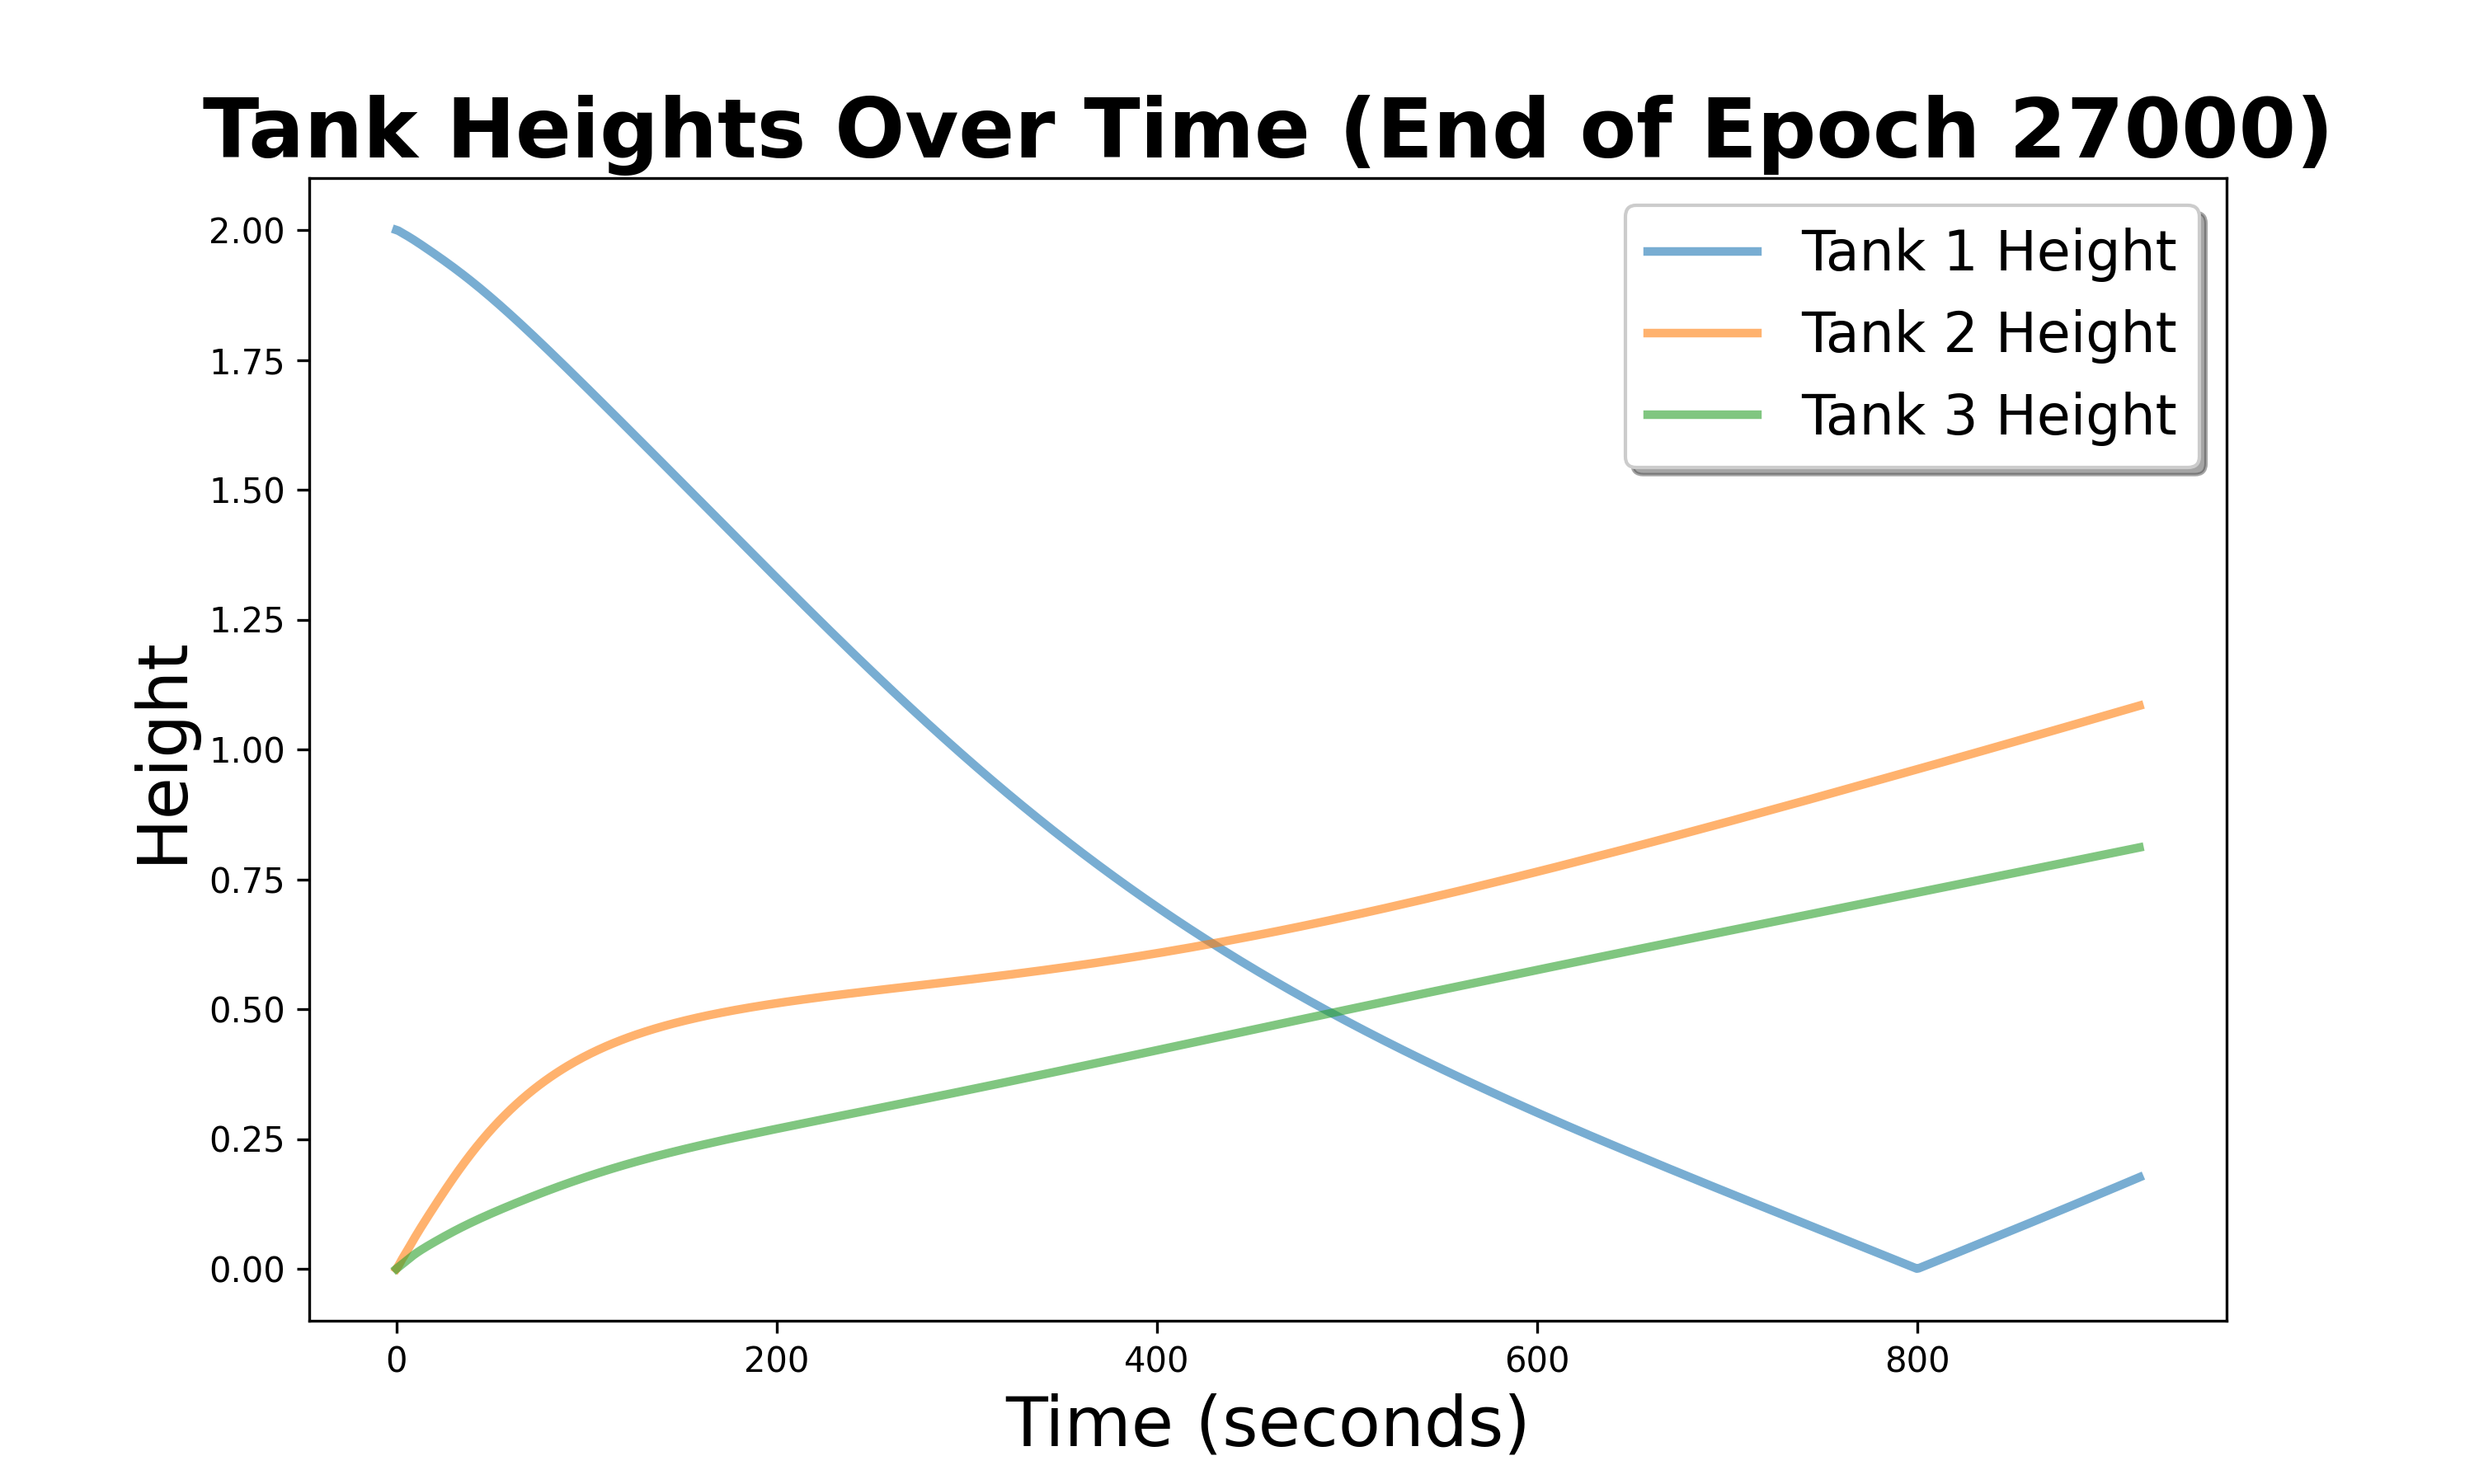 Tank Heights Over Time (End of Epoch 27000)
Tank 1 Height
Tank 2 Height
Tank 3 Height
Height
2.00
1.75
1.50
1.25
1.00
0.75
0.50
0.25
0.00
0 200 400 600 800
Time (seconds)